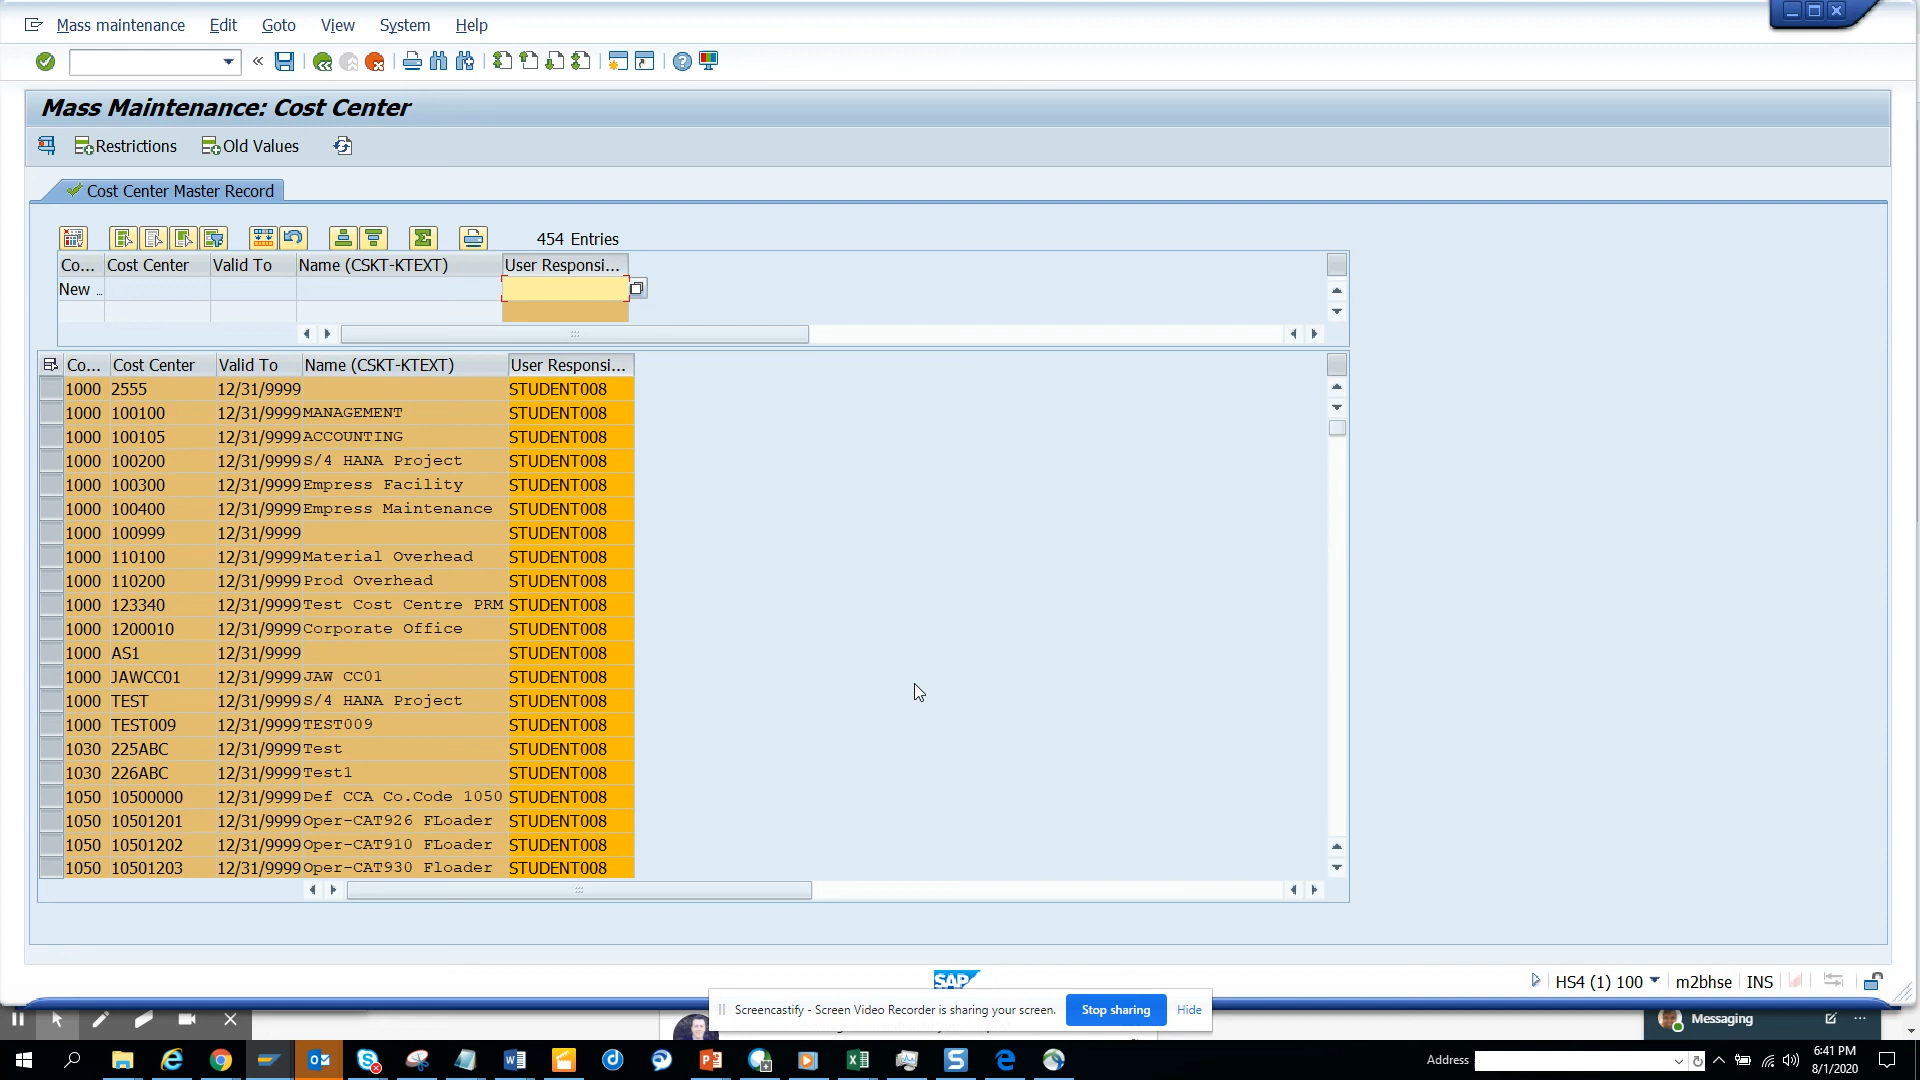 Mass maintenance Edit Goto View System Help
«
Mass Maintenance: Cost Center
Restrictions Old Values
Cost Center Master Record
454 Entries
Co... Cost Center Valid To Name (CSKT-KTEXT) User Responsi...
New ..
Co... Cost Center Valid To Name (CSKT-KTEXT) User Responsi...
1000 2555 12/31/9999 STUDENT008
1000 100100 12/31/9999 MANAGEMENT STUDENT008
1000 100105 12/31/9999 ACCOUNTING STUDENT008
1000 100200 12/31/9999 S/4 HANA Project STUDENT008
1000 100300 12/31/9999 Empress Facility STUDENT008
1000 100400 12/31/9999 Empress Maintenance STUDENT008
1000 100999 12/31/9999 STUDENT008
1000 110100 12/31/9999 Material Overhead STUDENT008
1000 110200 12/31/9999 Prod Overhead STUDENT008
1000 123340 12/31/9999 Test Cost Centre PRM STUDENT008
1000 1200010 12/31/9999 Corporate Office STUDENT008
1000 AS1 12/31/9999 STUDENT008
1000 JAWCC01 12/31/9999 JAW CC01 STUDENT008
1000 TEST 12/31/9999 S/4 HANA Project STUDENT008
1000 TEST009 12/31/9999 TEST009 STUDENT008
1030 225ABC 12/31/9999 Test STUDENT008
1030 226ABC 12/31/9999 Test1 STUDENT008
1050 10500000 12/31/9999 Def CCA Co.Code 1050 STUDENT008
1050 10501201 12/31/9999 Oper-CAT926 FLoader STUDENT008
1050 10501202 12/31/9999 Oper-CAT910 FLoader STUDENT008
1050 10501203 12/31/9999 Oper-CAT930 Floader STUDENT008
SAP
HS4 (1) 100 m2bhse INS
Screencastify - Screen Video Recorder is sharing your screen. Stop sharing Hide
Messaging
Address
6:41 PM
8/1/2020